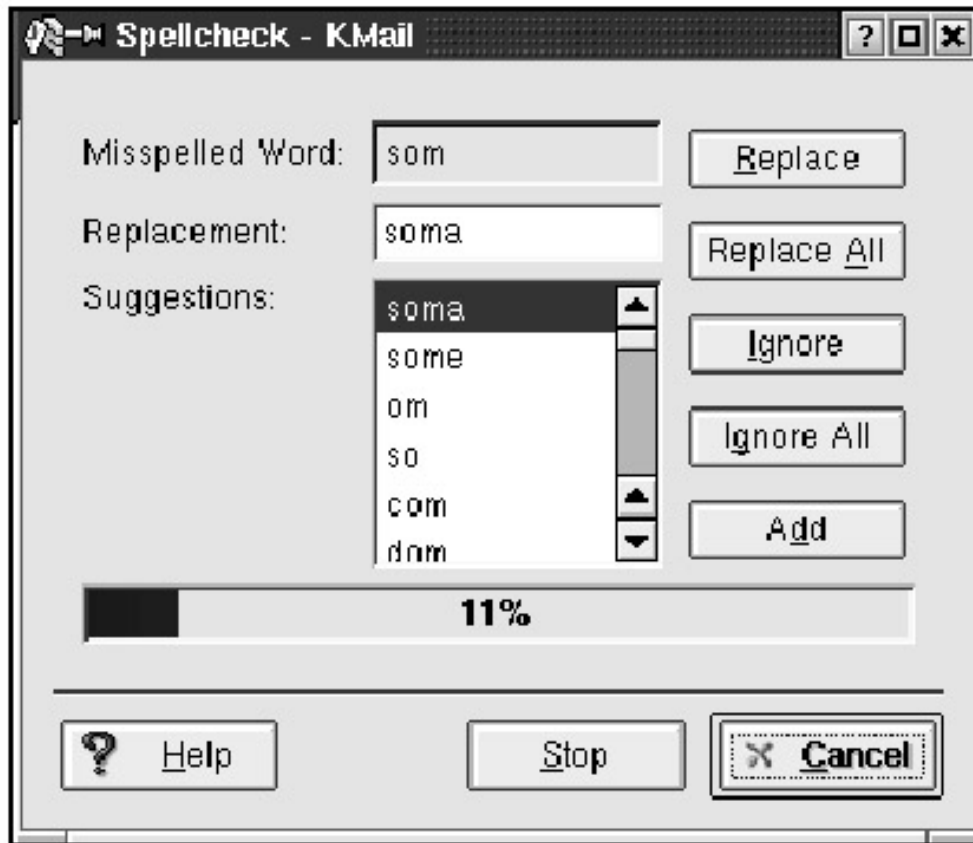 Spellcheck - KMail
Misspelled Word: som Replace
Replacement: soma Replace All
Suggestions: soma
some Ignore
om
so Ignore All
com
dom Add
11%
Help Stop Cancel